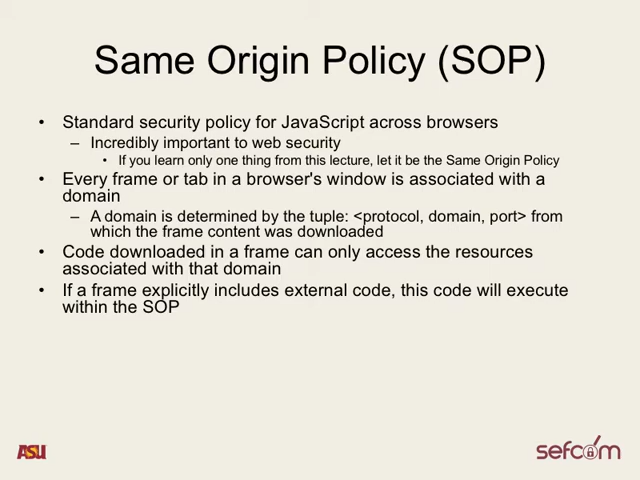 Same Origin Policy (SOP)
• Standard security policy for JavaScript across browsers
– Incredibly important to web security
• If you learn only one thing from this lecture, let it be the Same Origin Policy
• Every frame or tab in a browser's window is associated with a
domain
– A domain is determined by the tuple: <protocol, domain, port> from
which the frame content was downloaded
• Code downloaded in a frame can only access the resources
associated with that domain
• If a frame explicitly includes external code, this code will execute
within the SOP
ASU
sefcom